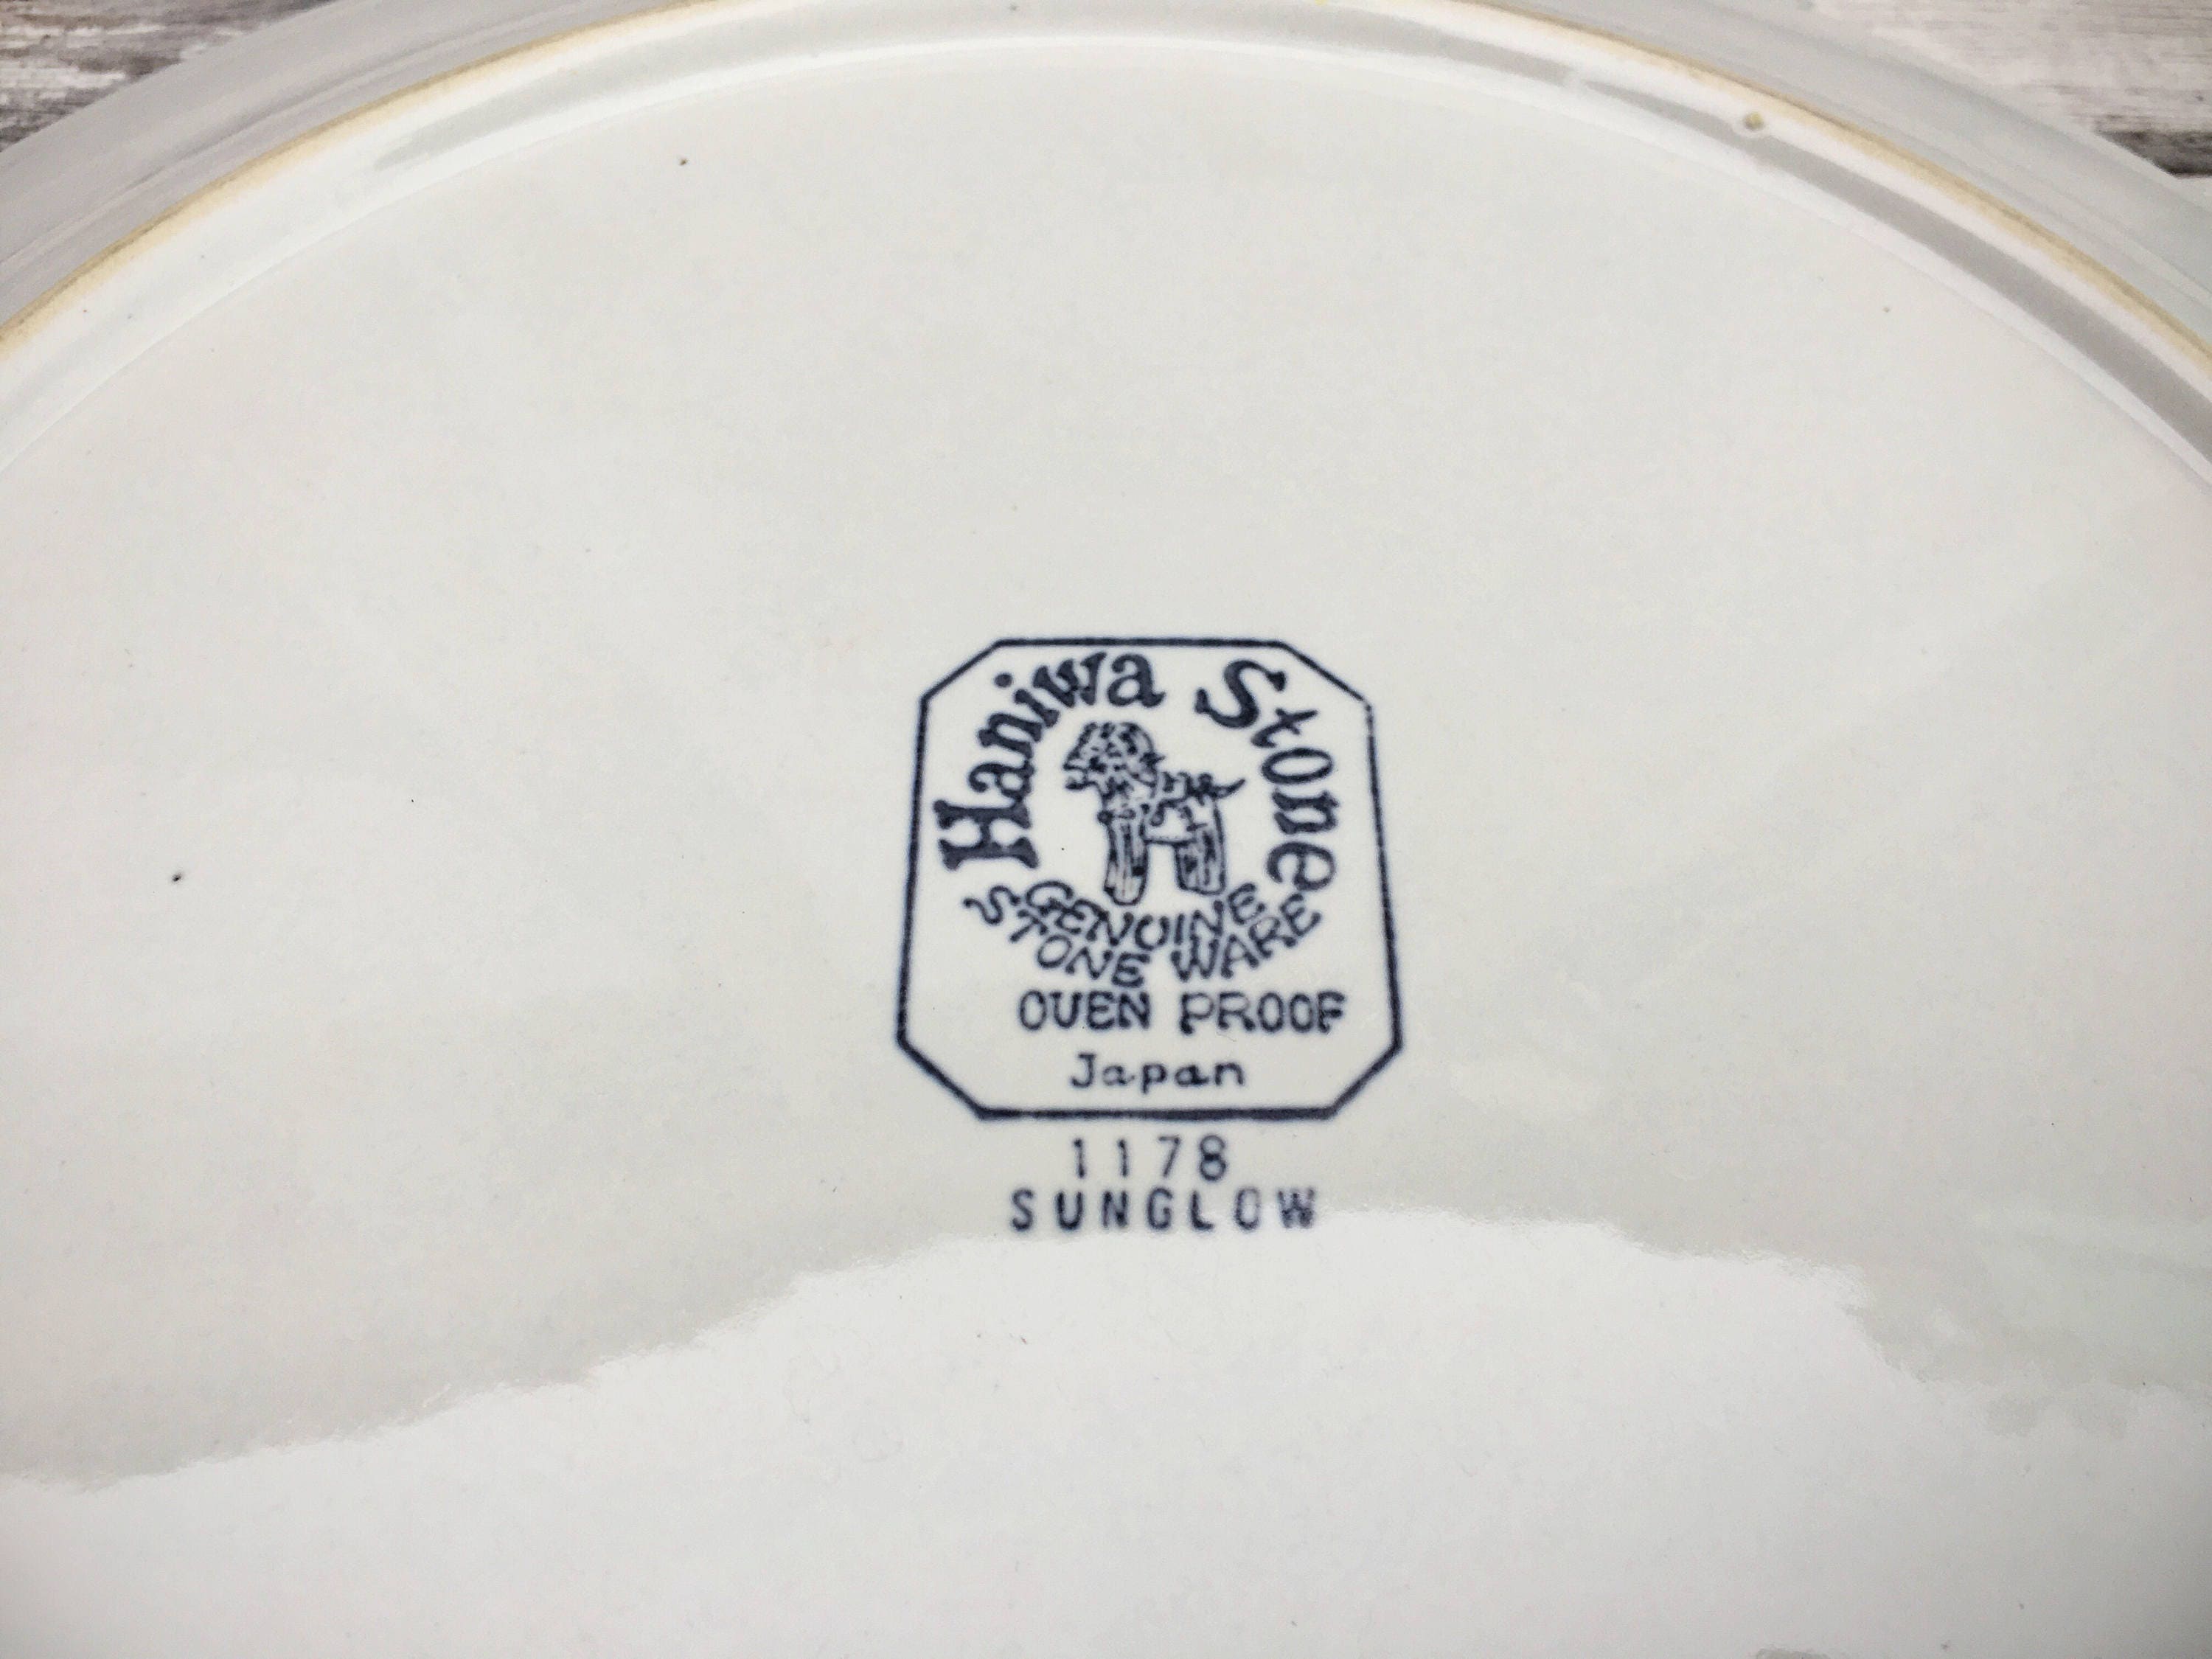 Haniwa Stone
GENUINE
STONE WARE
OVEN PROOF
Japan
1178
SUNGLOW